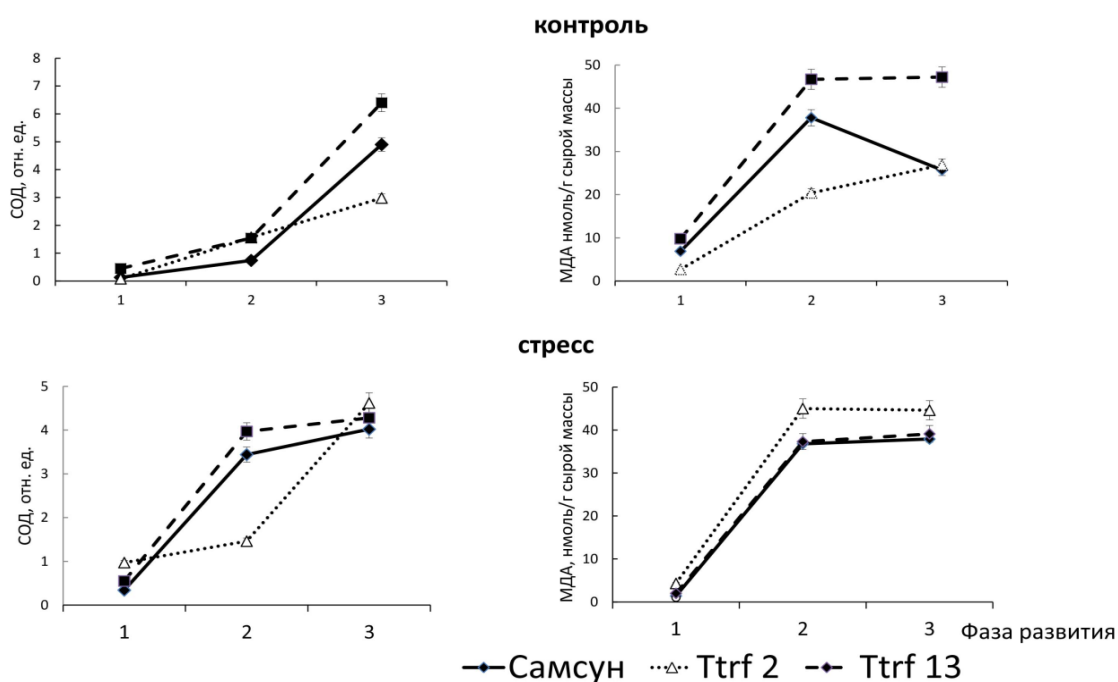 контроль
СОД, отн. ед.
8
7
6
5
4
3
2
1
0
1 2 3
МДА нмоль/г сырой массы
50
40
30
20
10
0
1 2 3
стресс
СОД, отн. ед.
5
4
3
2
1
0
1 2 3
МДА, нмоль/г сырой массы
50
40
30
20
10
0
1 2 3 Фаза развития
Самсун Ttrf 2 Ttrf 13